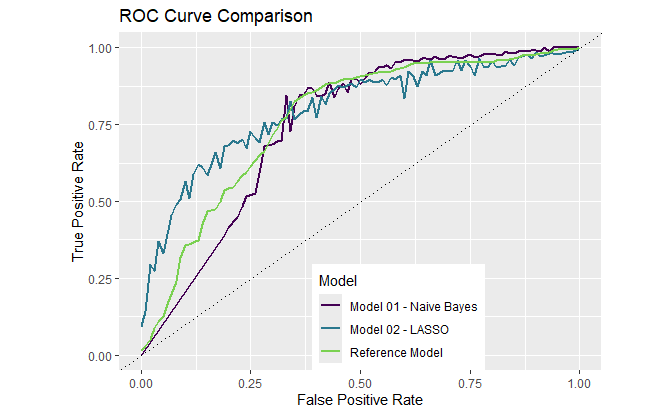 ROC Curve Comparison
True Positive Rate
1.00
0.75
0.50
0.25
0.00
Model
Model 01 - Naive Bayes
Model 02 - LASSO
Reference Model
0.00 0.25 0.50 0.75 1.00
False Positive Rate